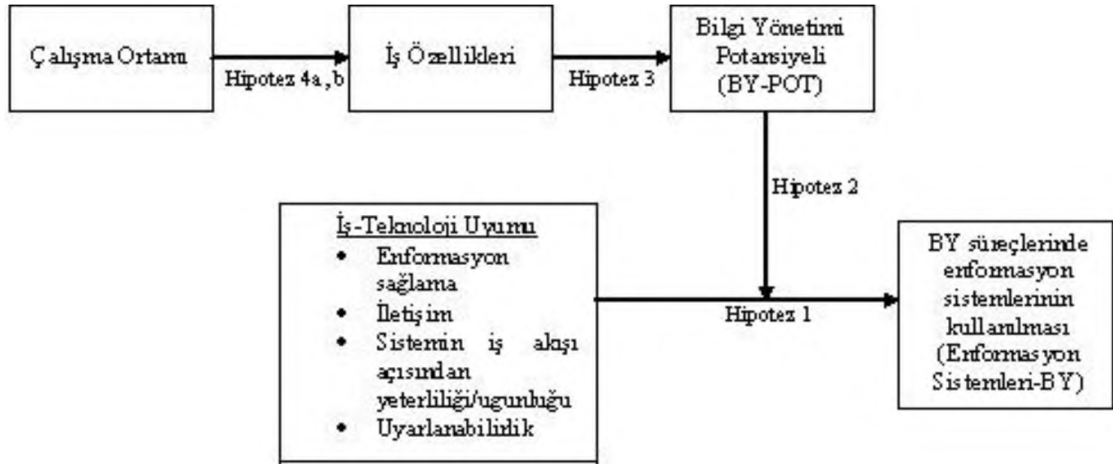 Çalışma Ortamı
Hipotez 4a, b
İş Özellikleri
Hipotez 3
Bilgi Yönetimi
Potansiyeli
(BY-POT)
Hipotez 2
İş-Teknoloji Uyumu
• Enformasyon
sağlama
• İletişim
• Sistemin iş akışı
açısından
yeterliliği/ugunluğu
• Uyarlanabilirlik
Hipotez 1
BY süreçlerinde
enformasyon
sistemlerinin
kullanılması
(Enformasyon
Sistemleri-BY)